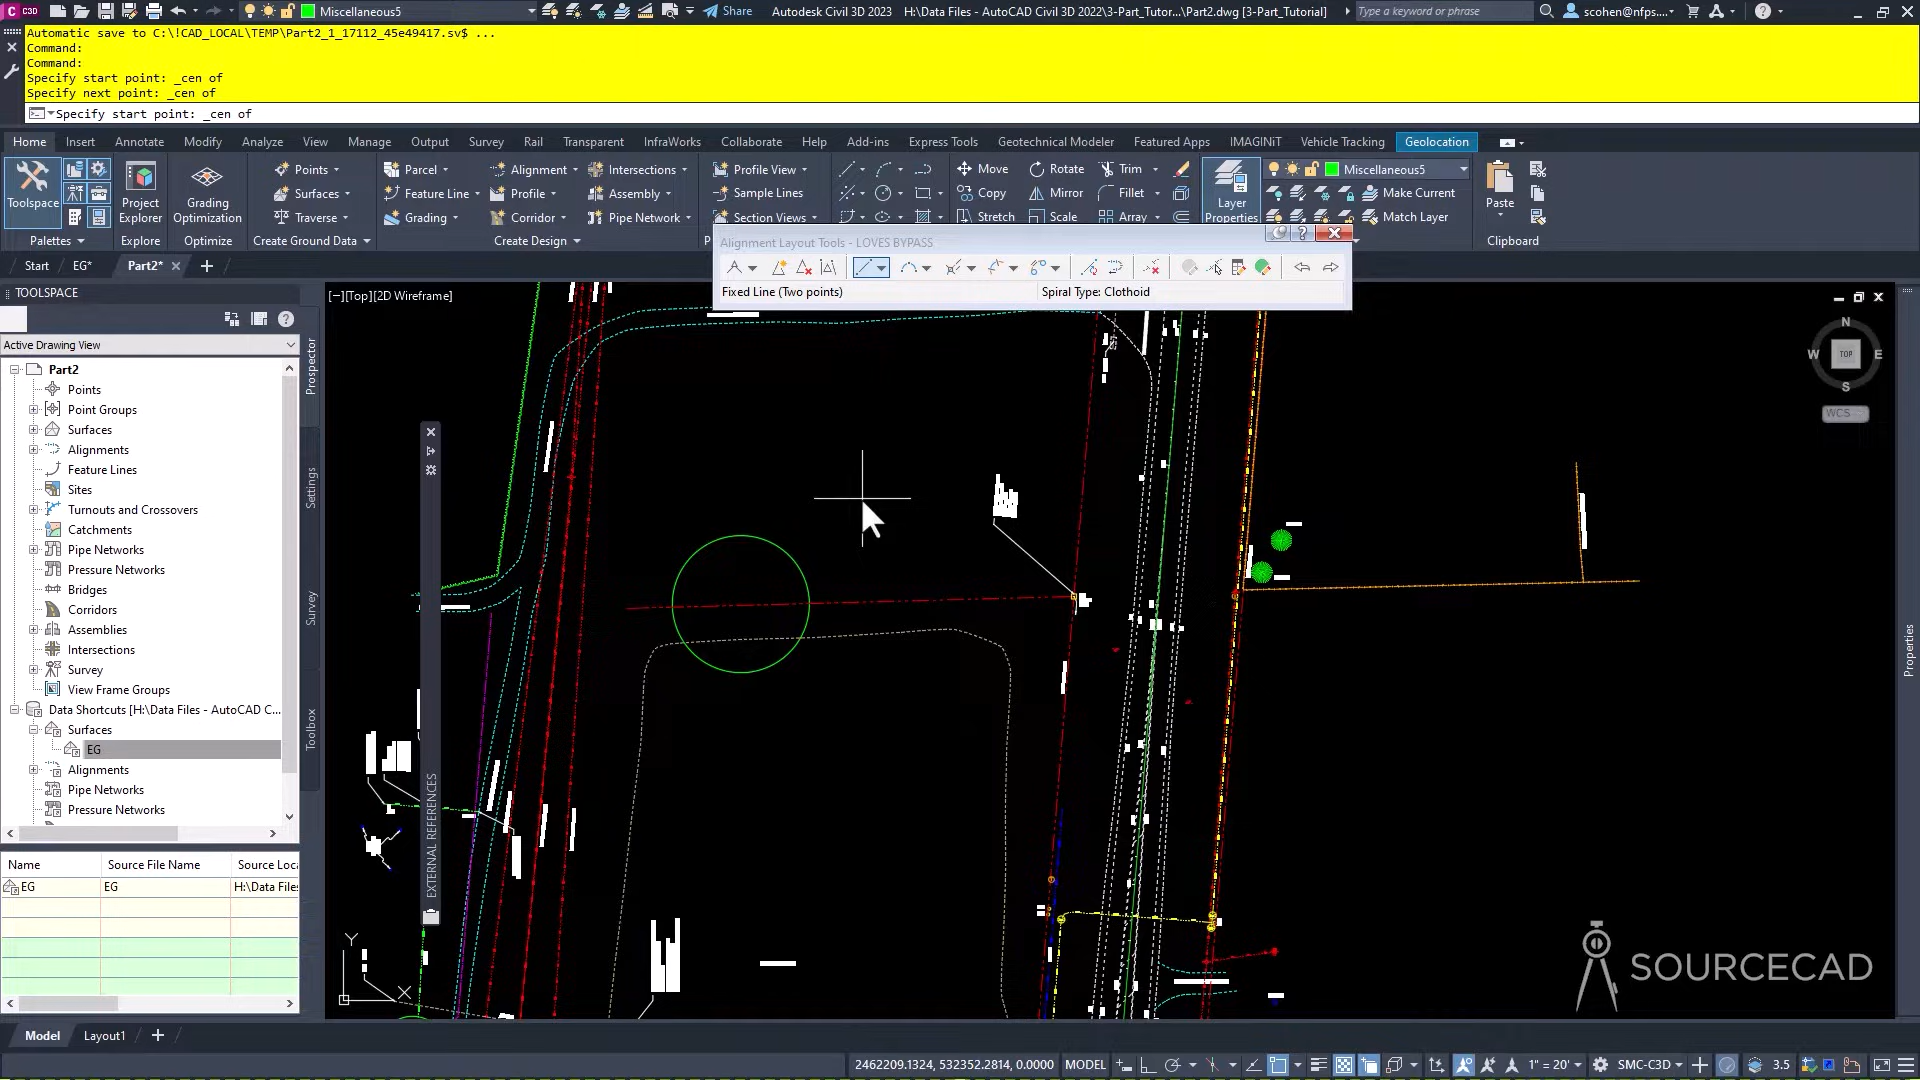 C3D
Miscellaneous5
Share
Autodesk Civil 3D 2023 H:\Data Files - AutoCAD Civil 3D 2022\3-Part_Tutor...\Part2.dwg [3-Part_Tutorial]
Type a keyword or phrase
scohen@nfps....
Automatic save to C:\!CAD_LOCAL\TEMP\Part2_1_17112_45e49417.sv$ ...
Command:
Command:
Specify start point: _cen of
Specify next point: _cen of
Specify start point: _cen of
Home Insert Annotate Modify Analyze View Manage Output Survey Rail Transparent InfraWorks Collaborate Help Add-ins Express Tools Geotechnical Modeler Featured Apps IMAGINiT Vehicle Tracking Geolocation
Points Parcel Alignment Intersections Profile View Move Rotate Trim Miscellaneous5
Toolspace Project Explorer Grading Optimization Surfaces Feature Line Profile Assembly Sample Lines Copy Mirror Fillet Layer Properties Make Current Paste
Traverse Grading Corridor Pipe Network Section Views Stretch Scale Array Match Layer
Palettes Explore Optimize Create Ground Data Create Design Clipboard
Alignment Layout Tools - LOVES BYPASS
Start EG* Part2*
Fixed Line (Two points) Spiral Type: Clothoid
TOOLSPACE
[−][Top][2D Wireframe]
N
W TOP E
S
WCS
Active Drawing View
Part2
Points
Point Groups
Surfaces
Alignments
Feature Lines
Sites
Turnouts and Crossovers
Catchments
Pipe Networks
Pressure Networks
Bridges
Corridors
Assemblies
Intersections
Survey
View Frame Groups
Data Shortcuts [H:\Data Files - AutoCAD C...
Surfaces
EG
Alignments
Pipe Networks
Pressure Networks
Prospector
Settings
Survey
Toolbox
EXTERNAL REFERENCES
Properties
Name Source File Name Source Loca
EG EG H:\Data Files
Y
X
SOURCECAD
Model Layout1
2462209.1324, 532352.2814, 0.0000 MODEL 1" = 20' SMC-C3D 3.5